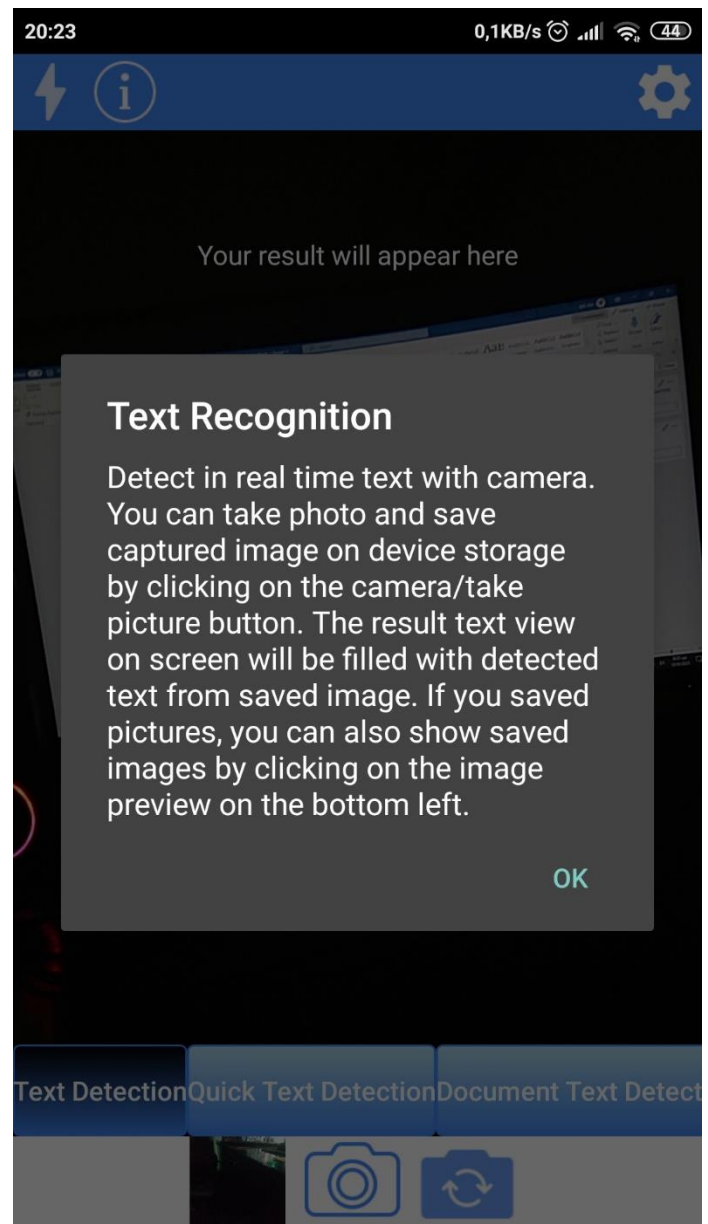 20:23 0,1KB/s 44
i
Your result will appear here
Text Recognition
Detect in real time text with camera.
You can take photo and save
captured image on device storage
by clicking on the camera/take
picture button. The result text view
on screen will be filled with detected
text from saved image. If you saved
pictures, you can also show saved
images by clicking on the image
preview on the bottom left.
OK
Text Detection Quick Text Detection Document Text Detect